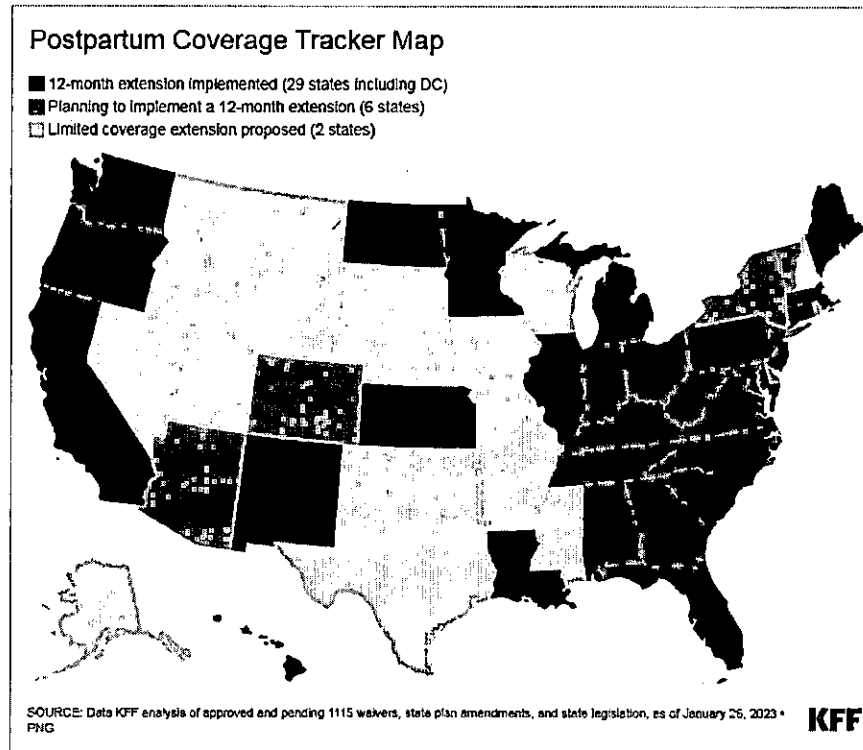 Postpartum Coverage Tracker Map
12-month extension implemented (29 states including DC)
Planning to implement a 12-month extension (6 states)
Limited coverage extension proposed (2 states)
SOURCE: Data KFF analysis of approved and pending 1115 waivers, state plan amendments, and state legislation, as of January 26, 2023 •
PNG
KFF